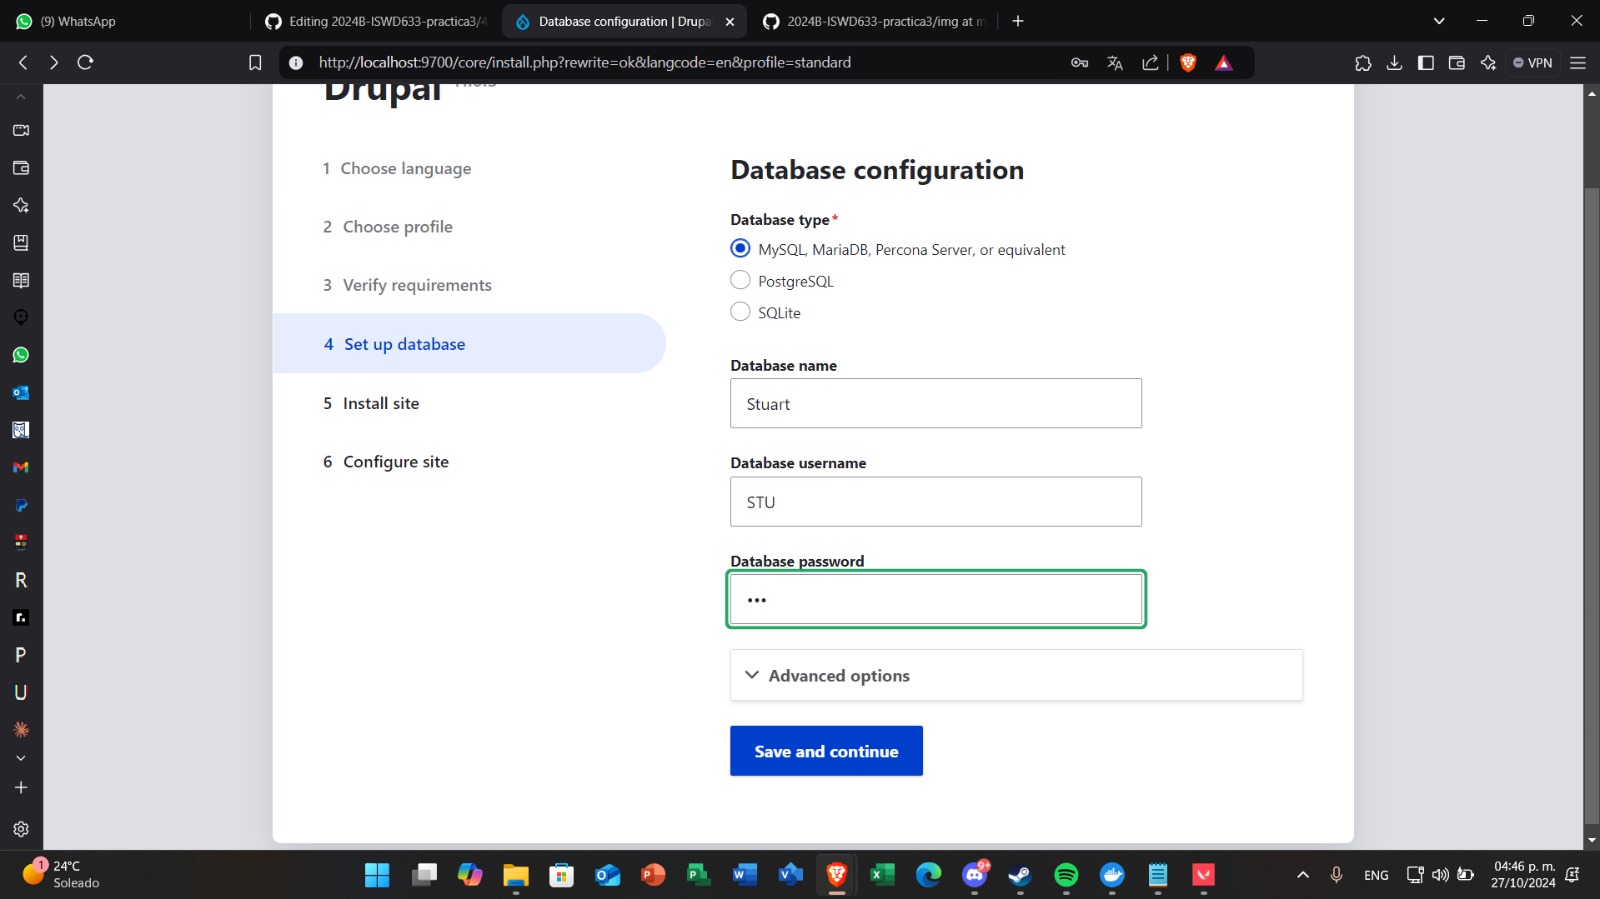 (9) WhatsApp
Editing 2024B-ISWD633-practica3/4
Database configuration | Drupa
2024B-ISWD633-practica3/img at m
http://localhost:9700/core/install.php?rewrite=ok&langcode=en&profile=standard
VPN
Drupal
1 Choose language
2 Choose profile
3 Verify requirements
4 Set up database
5 Install site
6 Configure site
Database configuration
Database type*
MySQL, MariaDB, Percona Server, or equivalent
PostgreSQL
SQLite
Database name
Stuart
Database username
STU
Database password
•••
Advanced options
Save and continue
R
P
U
1
24°C
Soleado
9+
ENG
04:46 p. m.
27/10/2024